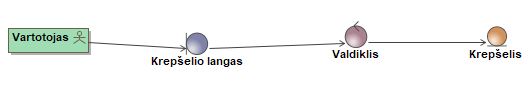 Vartotojas
Krepšelio langas
Valdiklis
Krepšelis